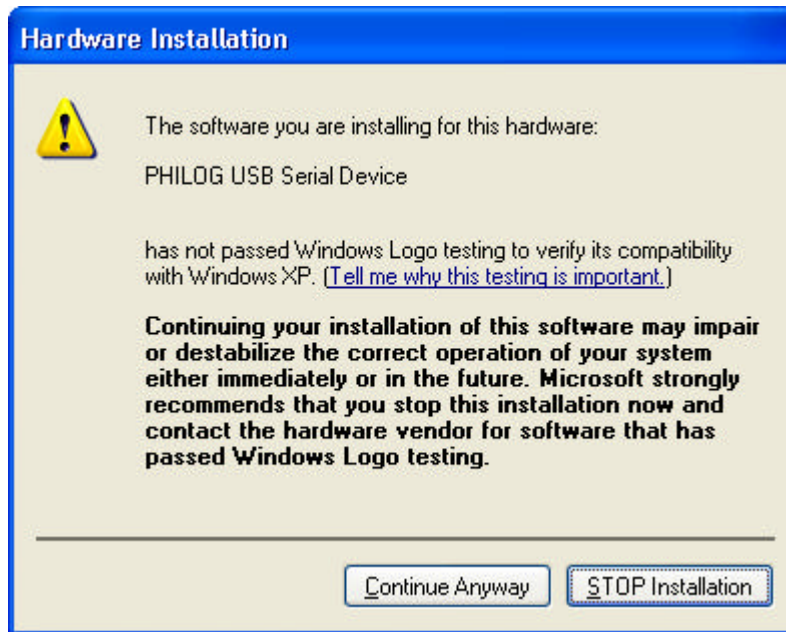 Hardware Installation
The software you are installing for this hardware:
PHILOG USB Serial Device
has not passed Windows Logo testing to verify its compatibility
with Windows XP. (Tell me why this testing is important.)
Continuing your installation of this software may impair
or destabilize the correct operation of your system
either immediately or in the future. Microsoft strongly
recommends that you stop this installation now and
contact the hardware vendor for software that has
passed Windows Logo testing.
Continue Anyway
STOP Installation